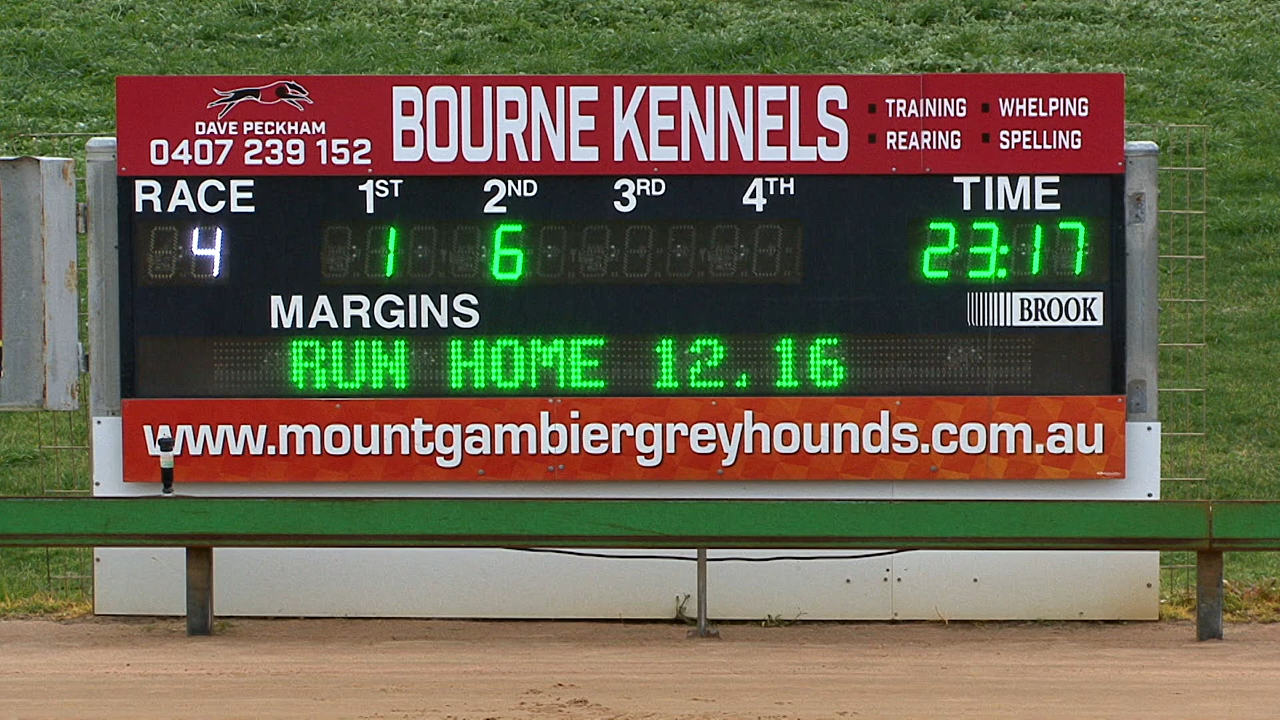 BOURNE KENNELS
DAVE PECKHAM
0407 239 152
▪ TRAINING ▪ WHELPING
▪ REARING ▪ SPELLING
RACE 1ST 2ND 3RD 4TH TIME
4 1 6 23:17
MARGINS BROOK
RUN HOME 12.16
www.mountgambiergreyhounds.com.au